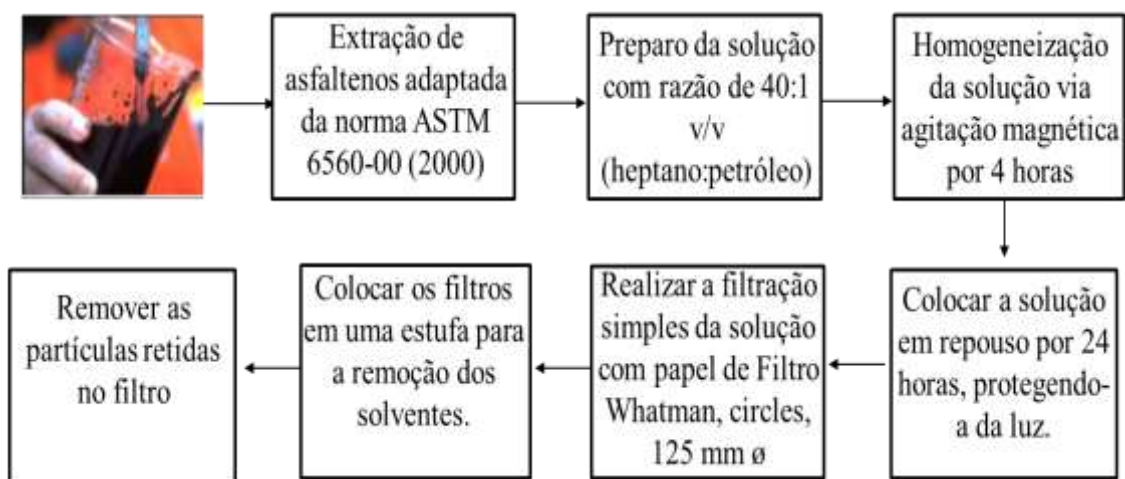 Extração de
asfaltenos adaptada
da norma ASTM
6560-00 (2000)
Preparo da solução
com razão de 40:1
v/v
(heptano:petróleo)
Homogeneização
da solução via
agitação magnética
por 4 horas
Colocar a solução
em repouso por 24
horas, protegendo-
a da luz.
Realizar a filtração
simples da solução
com papel de Filtro
Whatman, circles,
125 mm ø
Colocar os filtros
em uma estufa para
a remoção dos
solventes.
Remover as
partículas retidas
no filtro